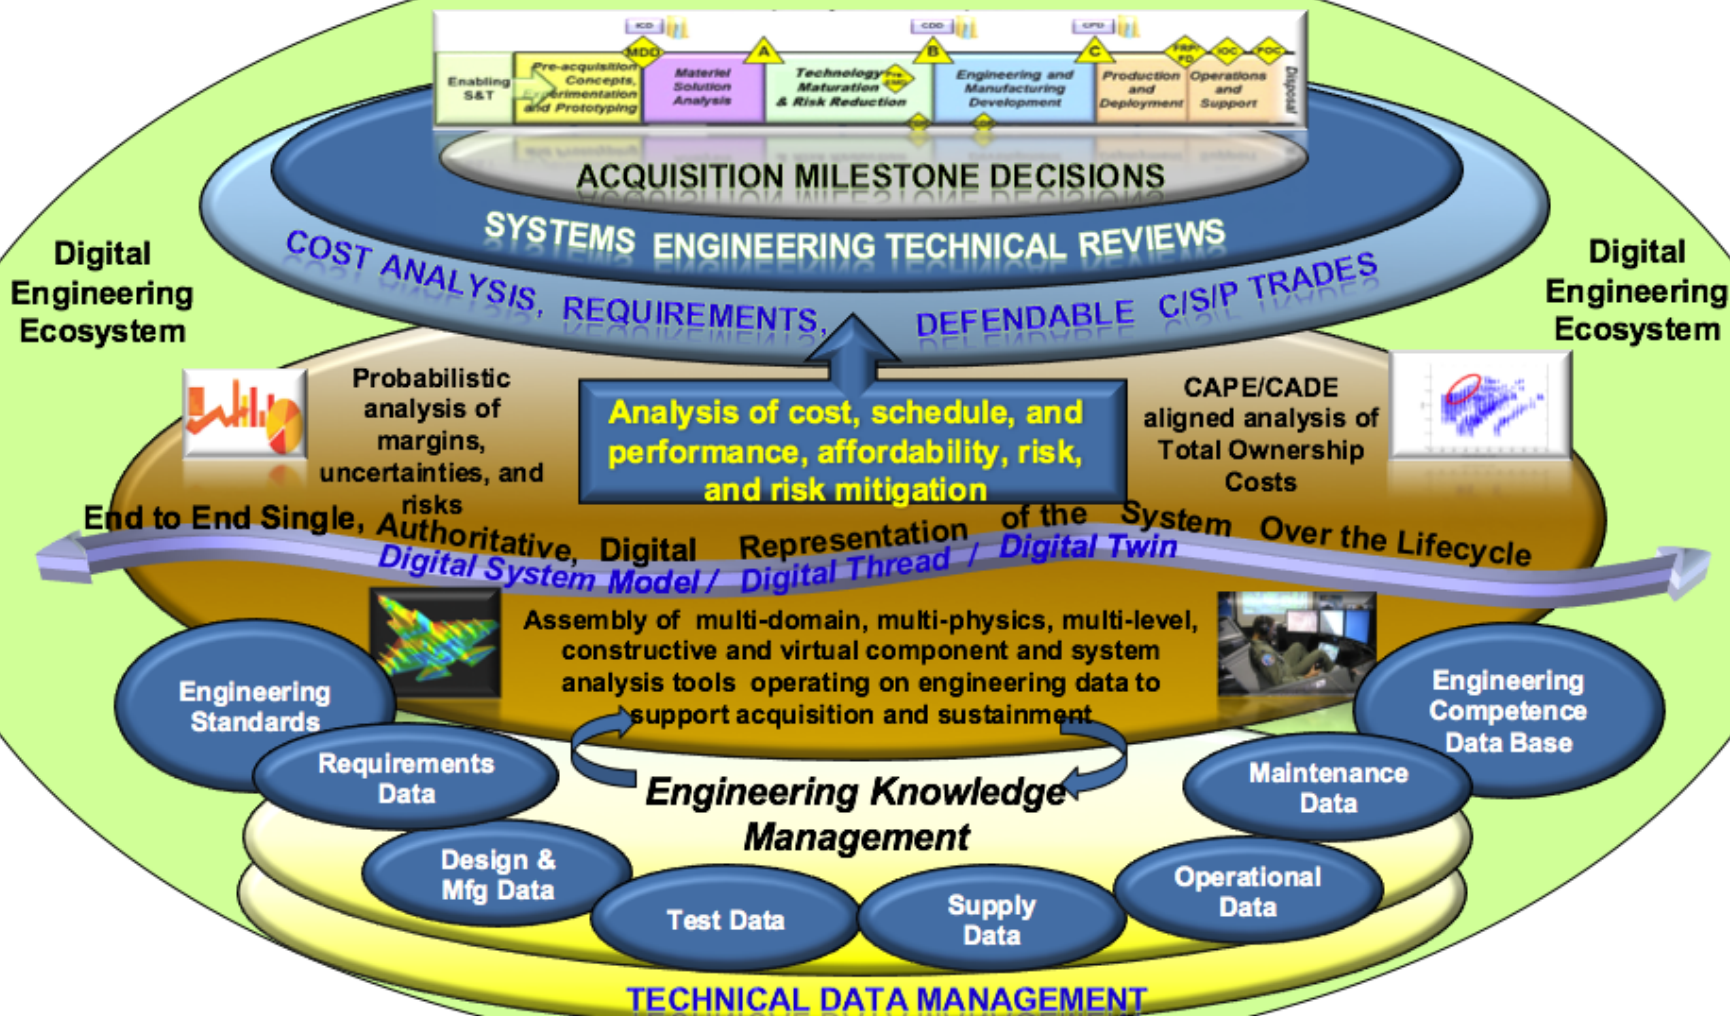 ICD
CDD
CPD
MDD
A
B
C
FRP/
FD
IOC
FOC
Enabling
S&T
Pre-acquisition
Concepts,
Experimentation
and Prototyping
Materiel
Solution
Analysis
Technology
Maturation
& Risk Reduction
Pre-
EMD
Engineering and
Manufacturing
Development
Production
and
Deployment
Operations
and
Support
Disposal
ACQUISITION MILESTONE DECISIONS
SYSTEMS ENGINEERING TECHNICAL REVIEWS
COST ANALYSIS, REQUIREMENTS, DEFENDABLE C/S/P TRADES
Digital
Engineering
Ecosystem
Digital
Engineering
Ecosystem
Probabilistic
analysis of
margins,
uncertainties, and
risks
Analysis of cost, schedule, and
performance, affordability, risk,
and risk mitigation
CAPE/CADE
aligned analysis of
Total Ownership
Costs
End to End Single, Authoritative, Digital Representation of the System Over the Lifecycle
Digital System Model / Digital Thread / Digital Twin
Assembly of multi-domain, multi-physics, multi-level,
constructive and virtual component and system
analysis tools operating on engineering data to
support acquisition and sustainment
Engineering
Standards
Requirements
Data
Design &
Mfg Data
Test Data
Supply
Data
Operational
Data
Maintenance
Data
Engineering
Competence
Data Base
Engineering Knowledge
Management
TECHNICAL DATA MANAGEMENT